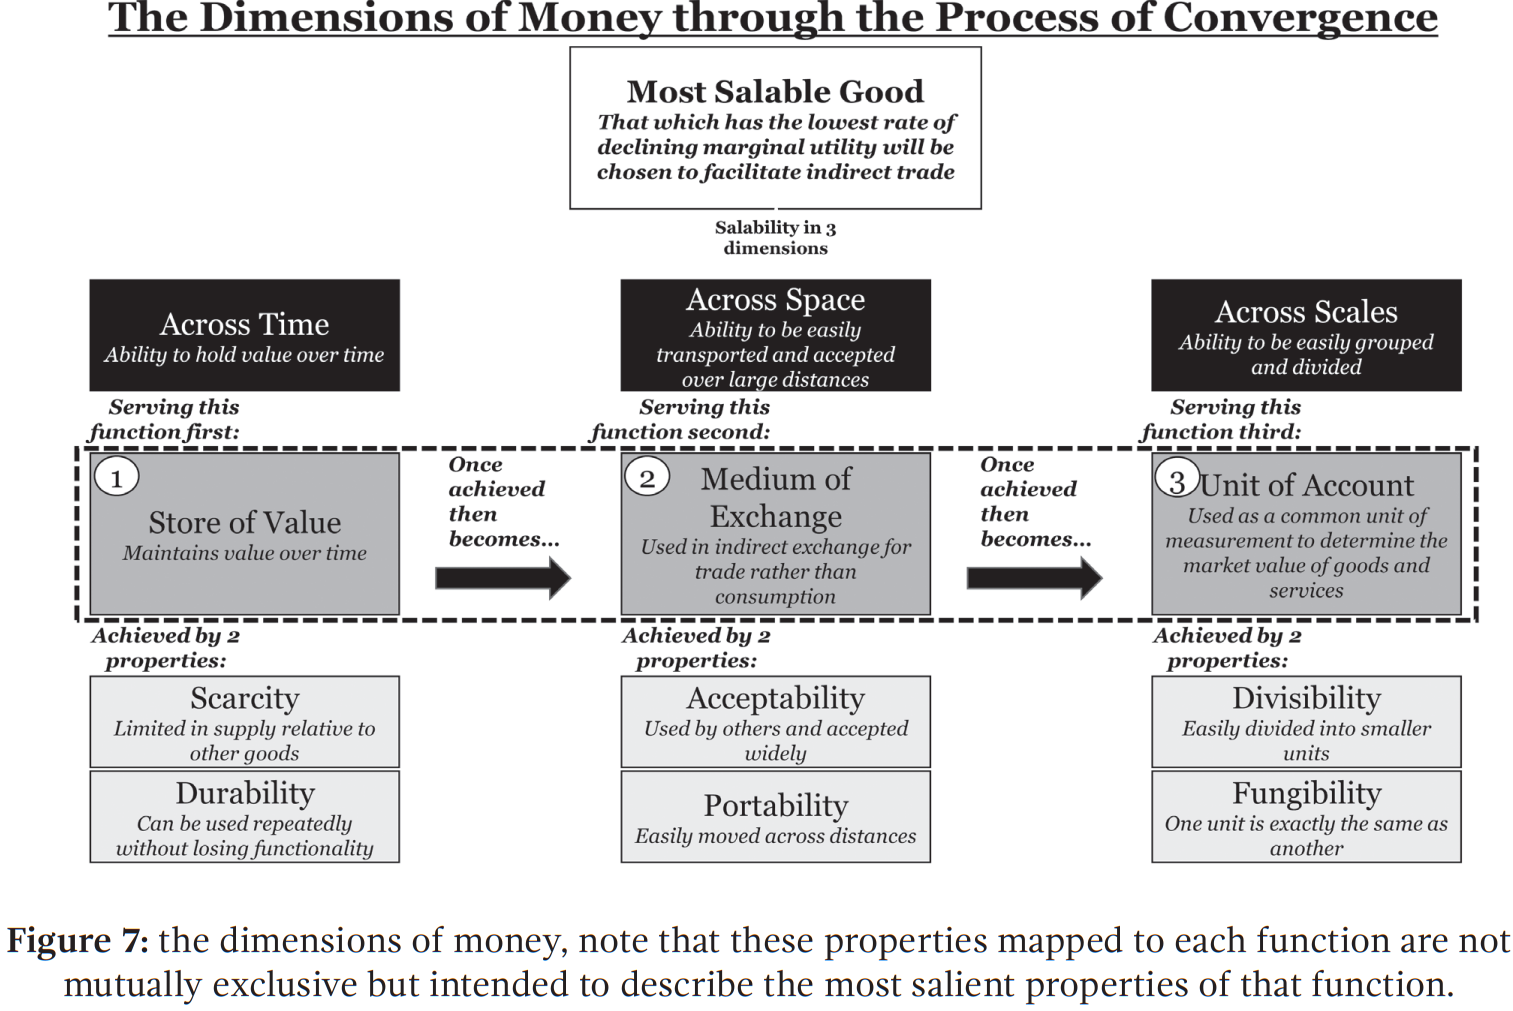 The Dimensions of Money through the Process of Convergence
Most Salable Good
That which has the lowest rate of
declining marginal utility will be
chosen to facilitate indirect trade
Salability in 3
dimensions
Across Time
Ability to hold value over time
Across Space
Ability to be easily
transported and accepted
over large distances
Across Scales
Ability to be easily grouped
and divided
Serving this
function first:
Serving this
function second:
Serving this
function third:
1
Store of Value
Maintains value over time
Once
achieved
then
becomes...
2
Medium of
Exchange
Used in indirect exchange for
trade rather than
consumption
Once
achieved
then
becomes...
3
Unit of Account
Used as a common unit of
measurement to determine the
market value of goods and
services
Achieved by 2
properties:
Achieved by 2
properties:
Achieved by 2
properties:
Scarcity
Limited in supply relative to
other goods
Acceptability
Used by others and accepted
widely
Divisibility
Easily divided into smaller
units
Durability
Can be used repeatedly
without losing functionality
Portability
Easily moved across distances
Fungibility
One unit is exactly the same as
another
Figure 7: the dimensions of money, note that these properties mapped to each function are not
mutually exclusive but intended to describe the most salient properties of that function.